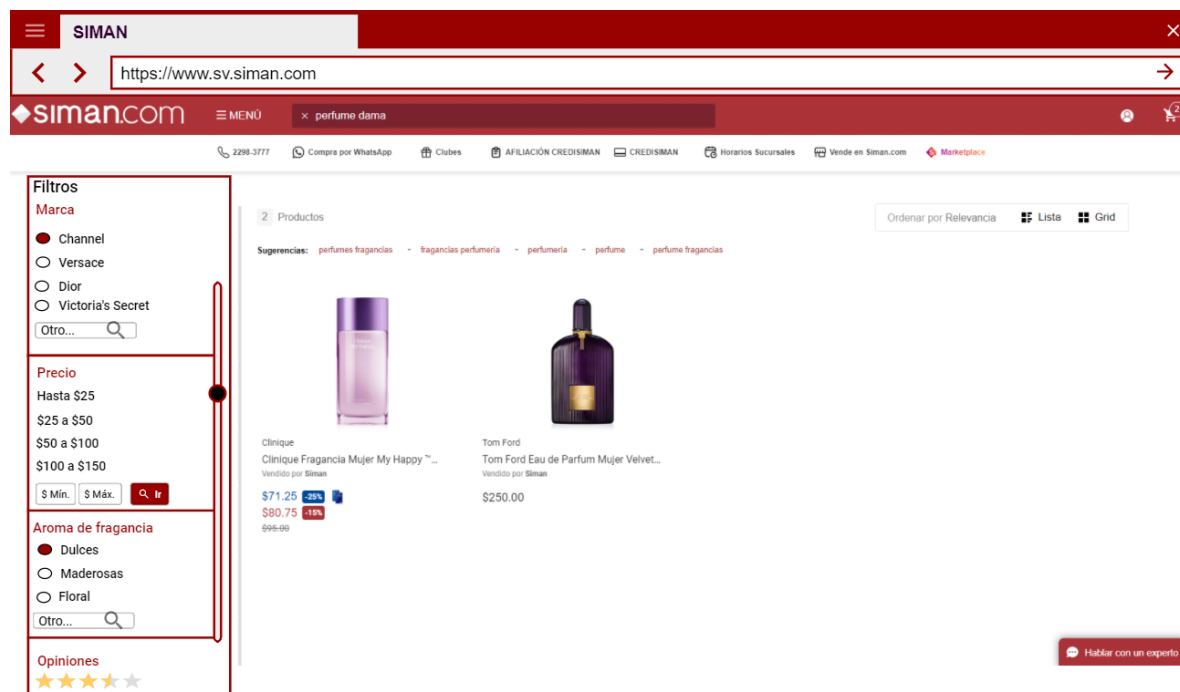 SIMAN
https://www.sv.siman.com
siman.com
MENÚ
× perfume dama
2
2298-3777
Compra por WhatsApp
Clubes
AFILIACIÓN CREDISIMAN
CREDISIMAN
Horarios Sucursales
Vende en Siman.com
Marketplace
Filtros
Marca
Channel
Versace
Dior
Victoria's Secret
Otro...
Precio
Hasta $25
$25 a $50
$50 a $100
$100 a $150
$ Mín. $ Máx. Ir
Aroma de fragancia
Dulces
Maderosas
Floral
Otro...
Opiniones
2 Productos
Ordenar por Relevancia
Lista
Grid
Sugerencias: perfumes fragancias - fragancias perfumería - perfumería - perfume - perfume fragancias
Clinique
Clinique Fragancia Mujer My Happy ™...
Vendido por Siman
$71.25 -25%
$80.75 -15%
$95.00
Tom Ford
Tom Ford Eau de Parfum Mujer Velvet...
Vendido por Siman
$250.00
Hablar con un experto